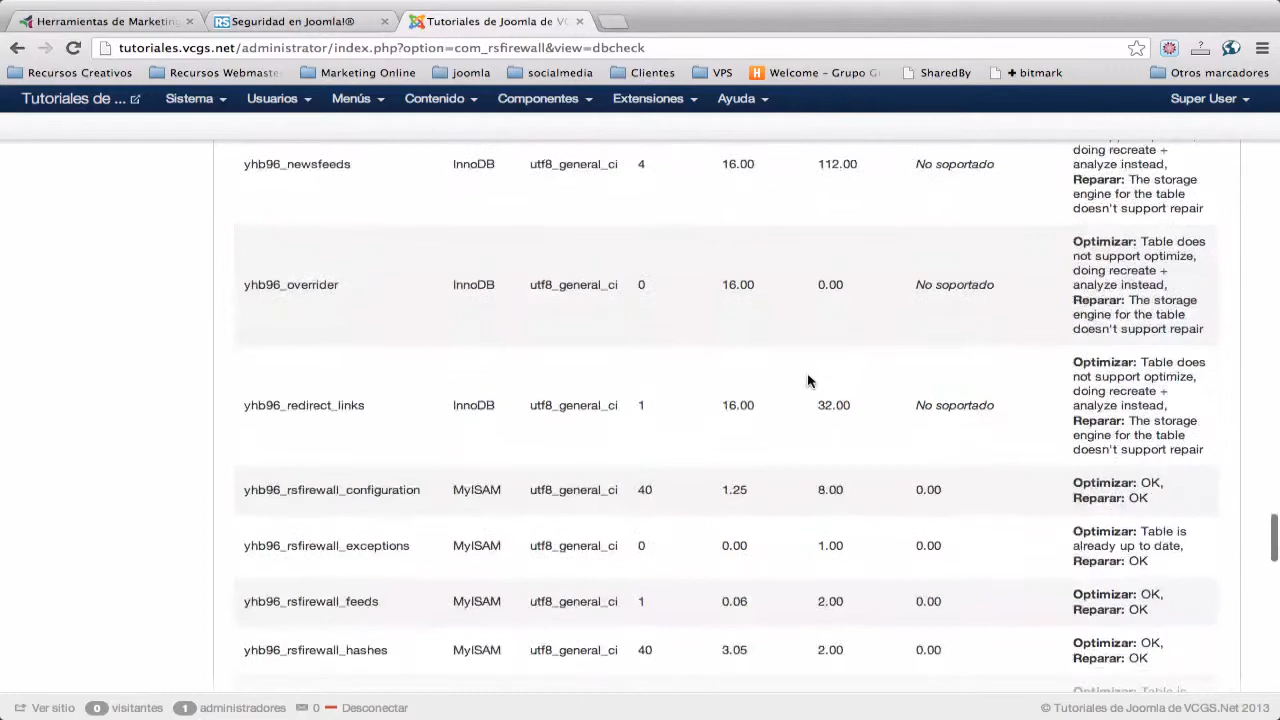 Herramientas de Marketing
Seguridad en Joomla!®
Tutoriales de Joomla de VC
tutoriales.vcgs.net/administrator/index.php?option=com_rsfirewall&view=dbcheck
Recursos Creativos
Recursos Webmaste
Marketing Online
joomla
socialmedia
Clientes
VPS
Welcome - Grupo G
SharedBy
+ bitmark
Otros marcadores
Tutoriales de ...
Sistema
Usuarios
Menús
Contenido
Componentes
Extensiones
Ayuda
Super User
yhb96_newsfeeds InnoDB utf8_general_ci 4 16.00 112.00 No soportado
doing recreate +
analyze instead,
Reparar: The storage
engine for the table
doesn't support repair
yhb96_overrider InnoDB utf8_general_ci 0 16.00 0.00 No soportado
Optimizar: Table does
not support optimize,
doing recreate +
analyze instead,
Reparar: The storage
engine for the table
doesn't support repair
yhb96_redirect_links InnoDB utf8_general_ci 1 16.00 32.00 No soportado
Optimizar: Table does
not support optimize,
doing recreate +
analyze instead,
Reparar: The storage
engine for the table
doesn't support repair
yhb96_rsfirewall_configuration MyISAM utf8_general_ci 40 1.25 8.00 0.00
Optimizar: OK,
Reparar: OK
yhb96_rsfirewall_exceptions MyISAM utf8_general_ci 0 0.00 1.00 0.00
Optimizar: Table is
already up to date,
Reparar: OK
yhb96_rsfirewall_feeds MyISAM utf8_general_ci 1 0.06 2.00 0.00
Optimizar: OK,
Reparar: OK
yhb96_rsfirewall_hashes MyISAM utf8_general_ci 40 3.05 2.00 0.00
Optimizar: OK,
Reparar: OK
Optimizar: Table is
Ver sitio 0 visitantes 1 administradores 0 Desconectar
© Tutoriales de Joomla de VCGS.Net 2013